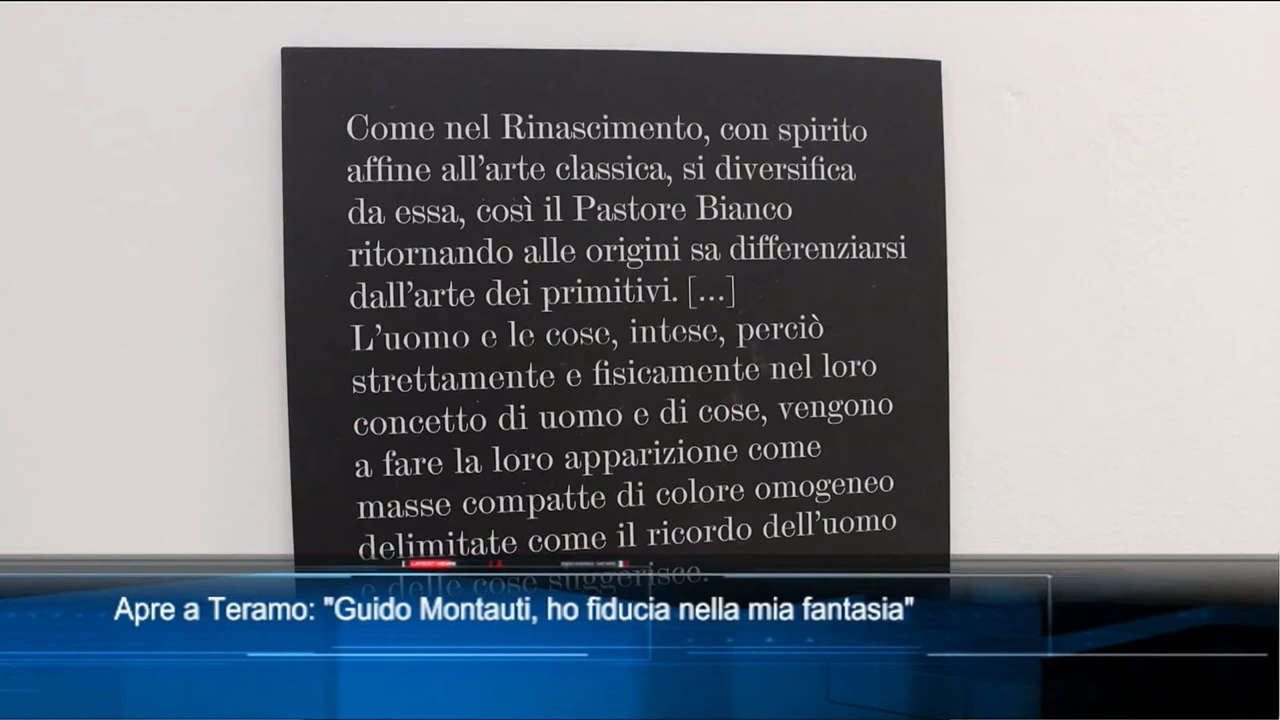 Come nel Rinascimento, con spirito
affine all'arte classica, si diversifica
da essa, così il Pastore Bianco
ritornando alle origini sa differenziarsi
dall'arte dei primitivi. [...]
L'uomo e le cose, intese, perciò
strettamente e fisicamente nel loro
concetto di uomo e di cose, vengono
a fare la loro apparizione come
masse compatte di colore omogeneo
delimitate come il ricordo dell'uomo
e delle cose suggerisce.
Apre a Teramo: "Guido Montauti, ho fiducia nella mia fantasia"